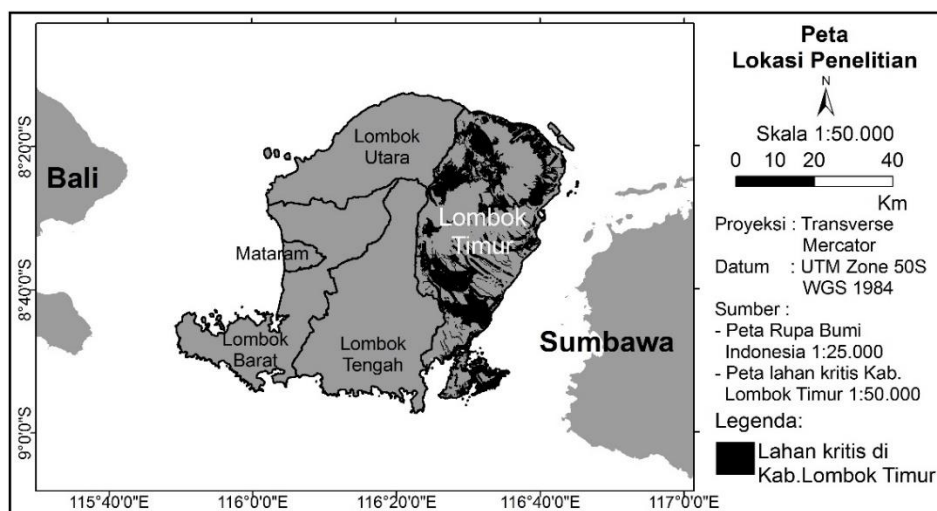 Peta
Lokasi Penelitian
N
Skala 1:50.000
0 20 40
Km
Proyeksi : Transverse
Mercator
Datum : UTM Zone 50S
WGS 1984
Sumber :
- Peta Rupa Bumi
Indonesia 1:25.000
- Peta lahan kritis Kab.
Lombok Timur 1:50.000
Legenda:
Lahan kritis di
Kab.Lombok Timur
8°20'0"S
8°40'0"S
9°0'0"S
Bali
Lombok
Utara
Lombok
Timur
Mataram
Lombok
Barat
Lombok
Tengah
Sumbawa
115°40'0"E
116°0'0"E
116°20'0"E
116°40'0"E
117°0'0"E